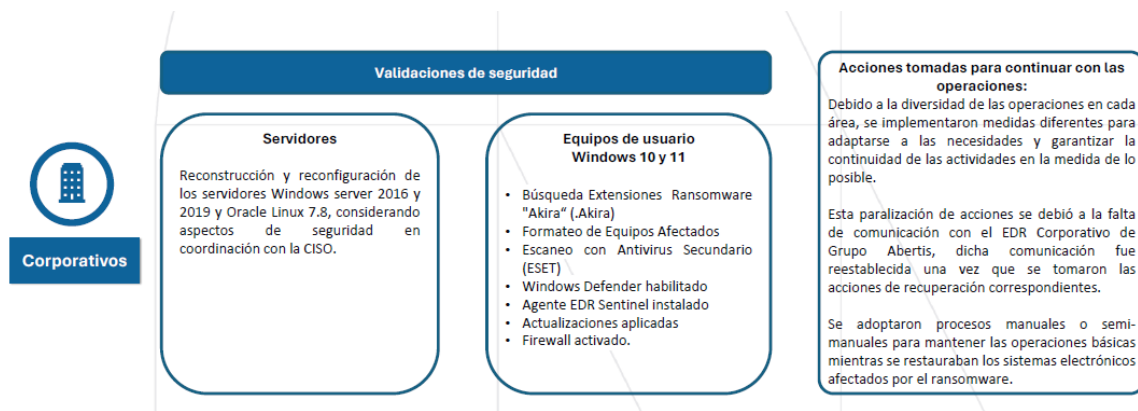 Validaciones de seguridad
Corporativos
Servidores
Reconstrucción y reconfiguración de
los servidores Windows server 2016 y
2019 y Oracle Linux 7.8, considerando
aspectos de seguridad en
coordinación con la CISO.
Equipos de usuario
Windows 10 y 11
• Búsqueda Extensiones Ransomware
"Akira“ (.Akira)
• Formateo de Equipos Afectados
• Escaneo con Antivirus Secundario
(ESET)
• Windows Defender habilitado
• Agente EDR Sentinel instalado
• Actualizaciones aplicadas
• Firewall activado.
Acciones tomadas para continuar con las
operaciones:
Debido a la diversidad de las operaciones en cada
área, se implementaron medidas diferentes para
adaptarse a las necesidades y garantizar la
continuidad de las actividades en la medida de lo
posible.
Esta paralización de acciones se debió a la falta
de comunicación con el EDR Corporativo de
Grupo Abertis, dicha comunicación fue
reestablecida una vez que se tomaron las
acciones de recuperación correspondientes.
Se adoptaron procesos manuales o semi-
manuales para mantener las operaciones básicas
mientras se restauraban los sistemas electrónicos
afectados por el ransomware.